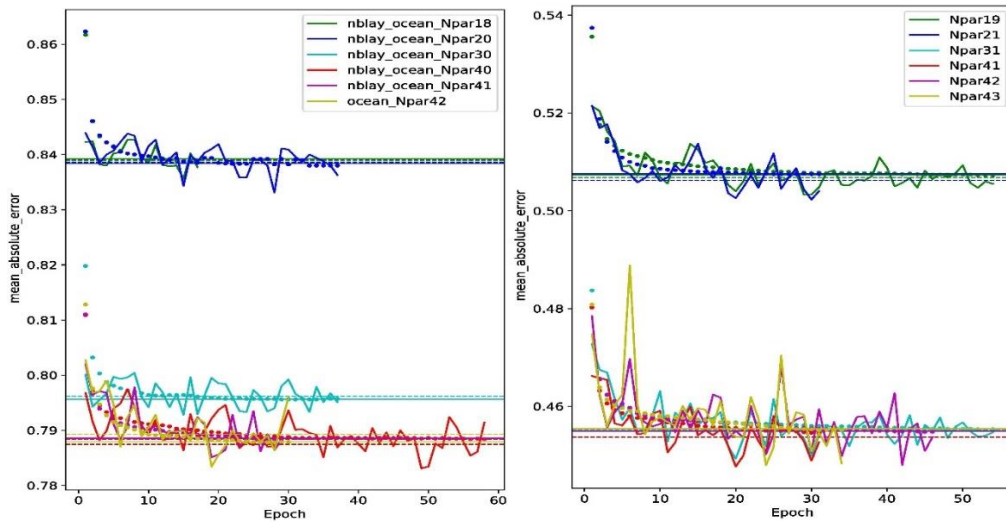 nblay_ocean_Npar18
nblay_ocean_Npar20
nblay_ocean_Npar30
nblay_ocean_Npar40
nblay_ocean_Npar41
ocean_Npar42
0.86
0.85
0.84
0.83
0.82
0.81
0.80
0.79
0.78
mean_absolute_error
0
10
20
30
40
50
60
Epoch
Npar19
Npar21
Npar31
Npar41
Npar42
Npar43
0.54
0.52
0.50
0.48
0.46
mean_absolute_error
0
10
20
30
40
50
Epoch